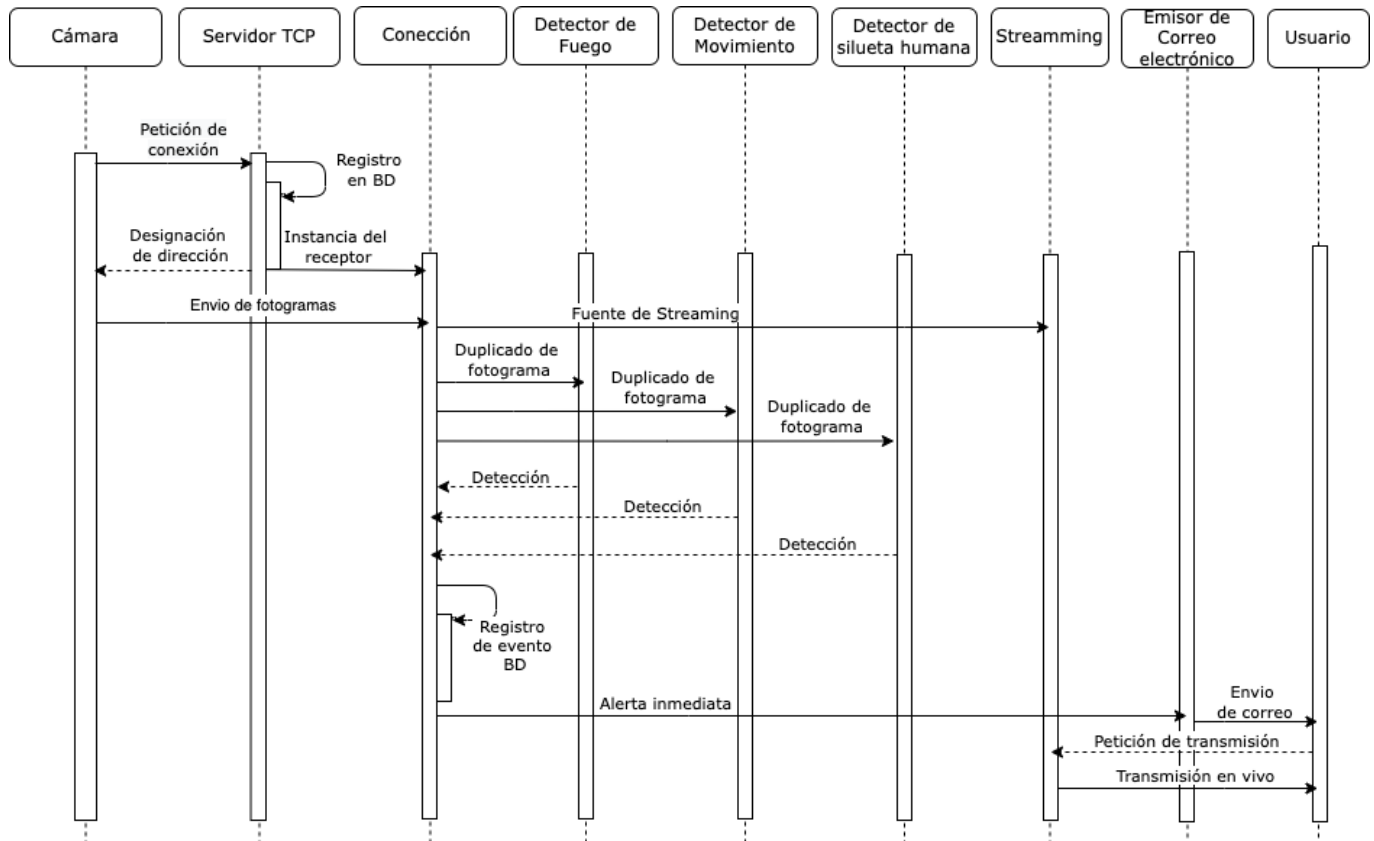 Cámara
Servidor TCP
Conección
Detector de
Fuego
Detector de
Movimiento
Detector de
silueta humana
Streamming
Emisor de
Correo
electrónico
Usuario
Petición de
conexión
Registro
en BD
Designación
de dirección
Instancia del
receptor
Envio de fotogramas
Fuente de Streaming
Duplicado de
fotograma
Duplicado de
fotograma
Duplicado de
fotograma
Detección
Detección
Detección
Registro
de evento
BD
Alerta inmediata
Envio
de correo
Petición de transmisión
Transmisión en vivo